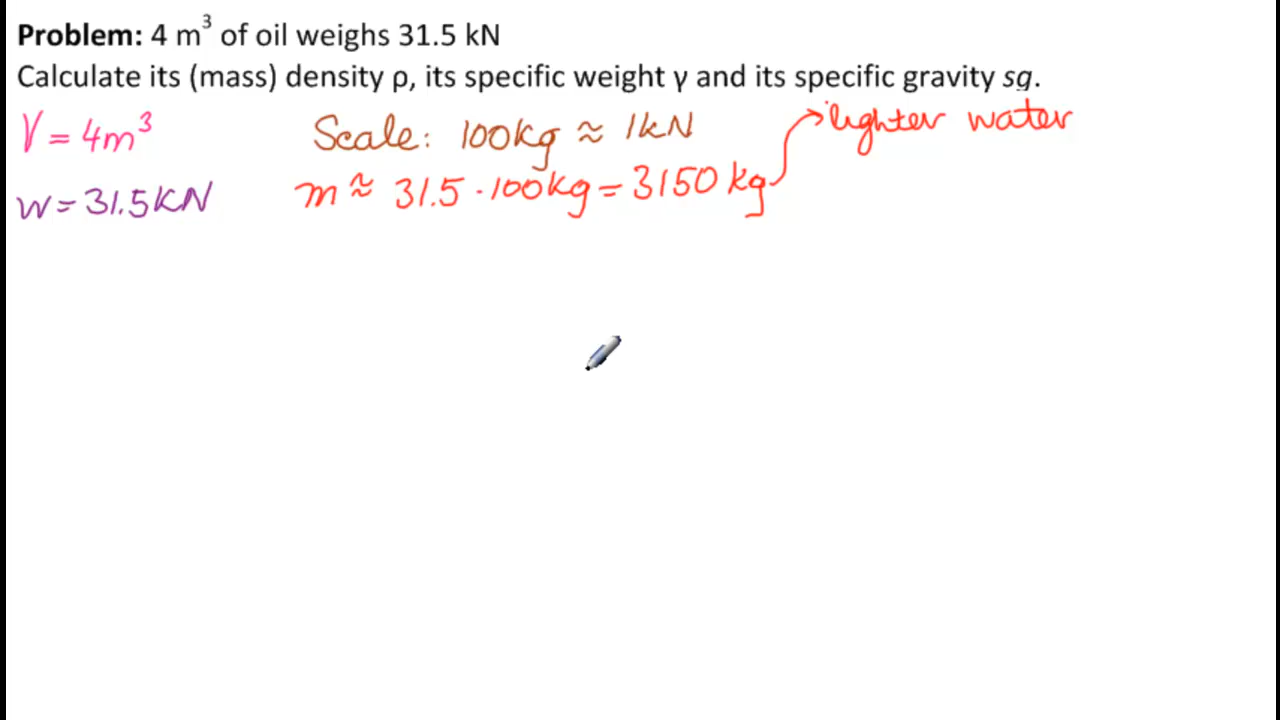 Problem: 4 m³ of oil weighs 31.5 kN
Calculate its (mass) density ρ, its specific weight γ and its specific gravity sg.
V = 4m³
Scale: 100kg ≈ 1kN
lighter water
w = 31.5KN
m ≈ 31.5 · 100kg = 3150 kg